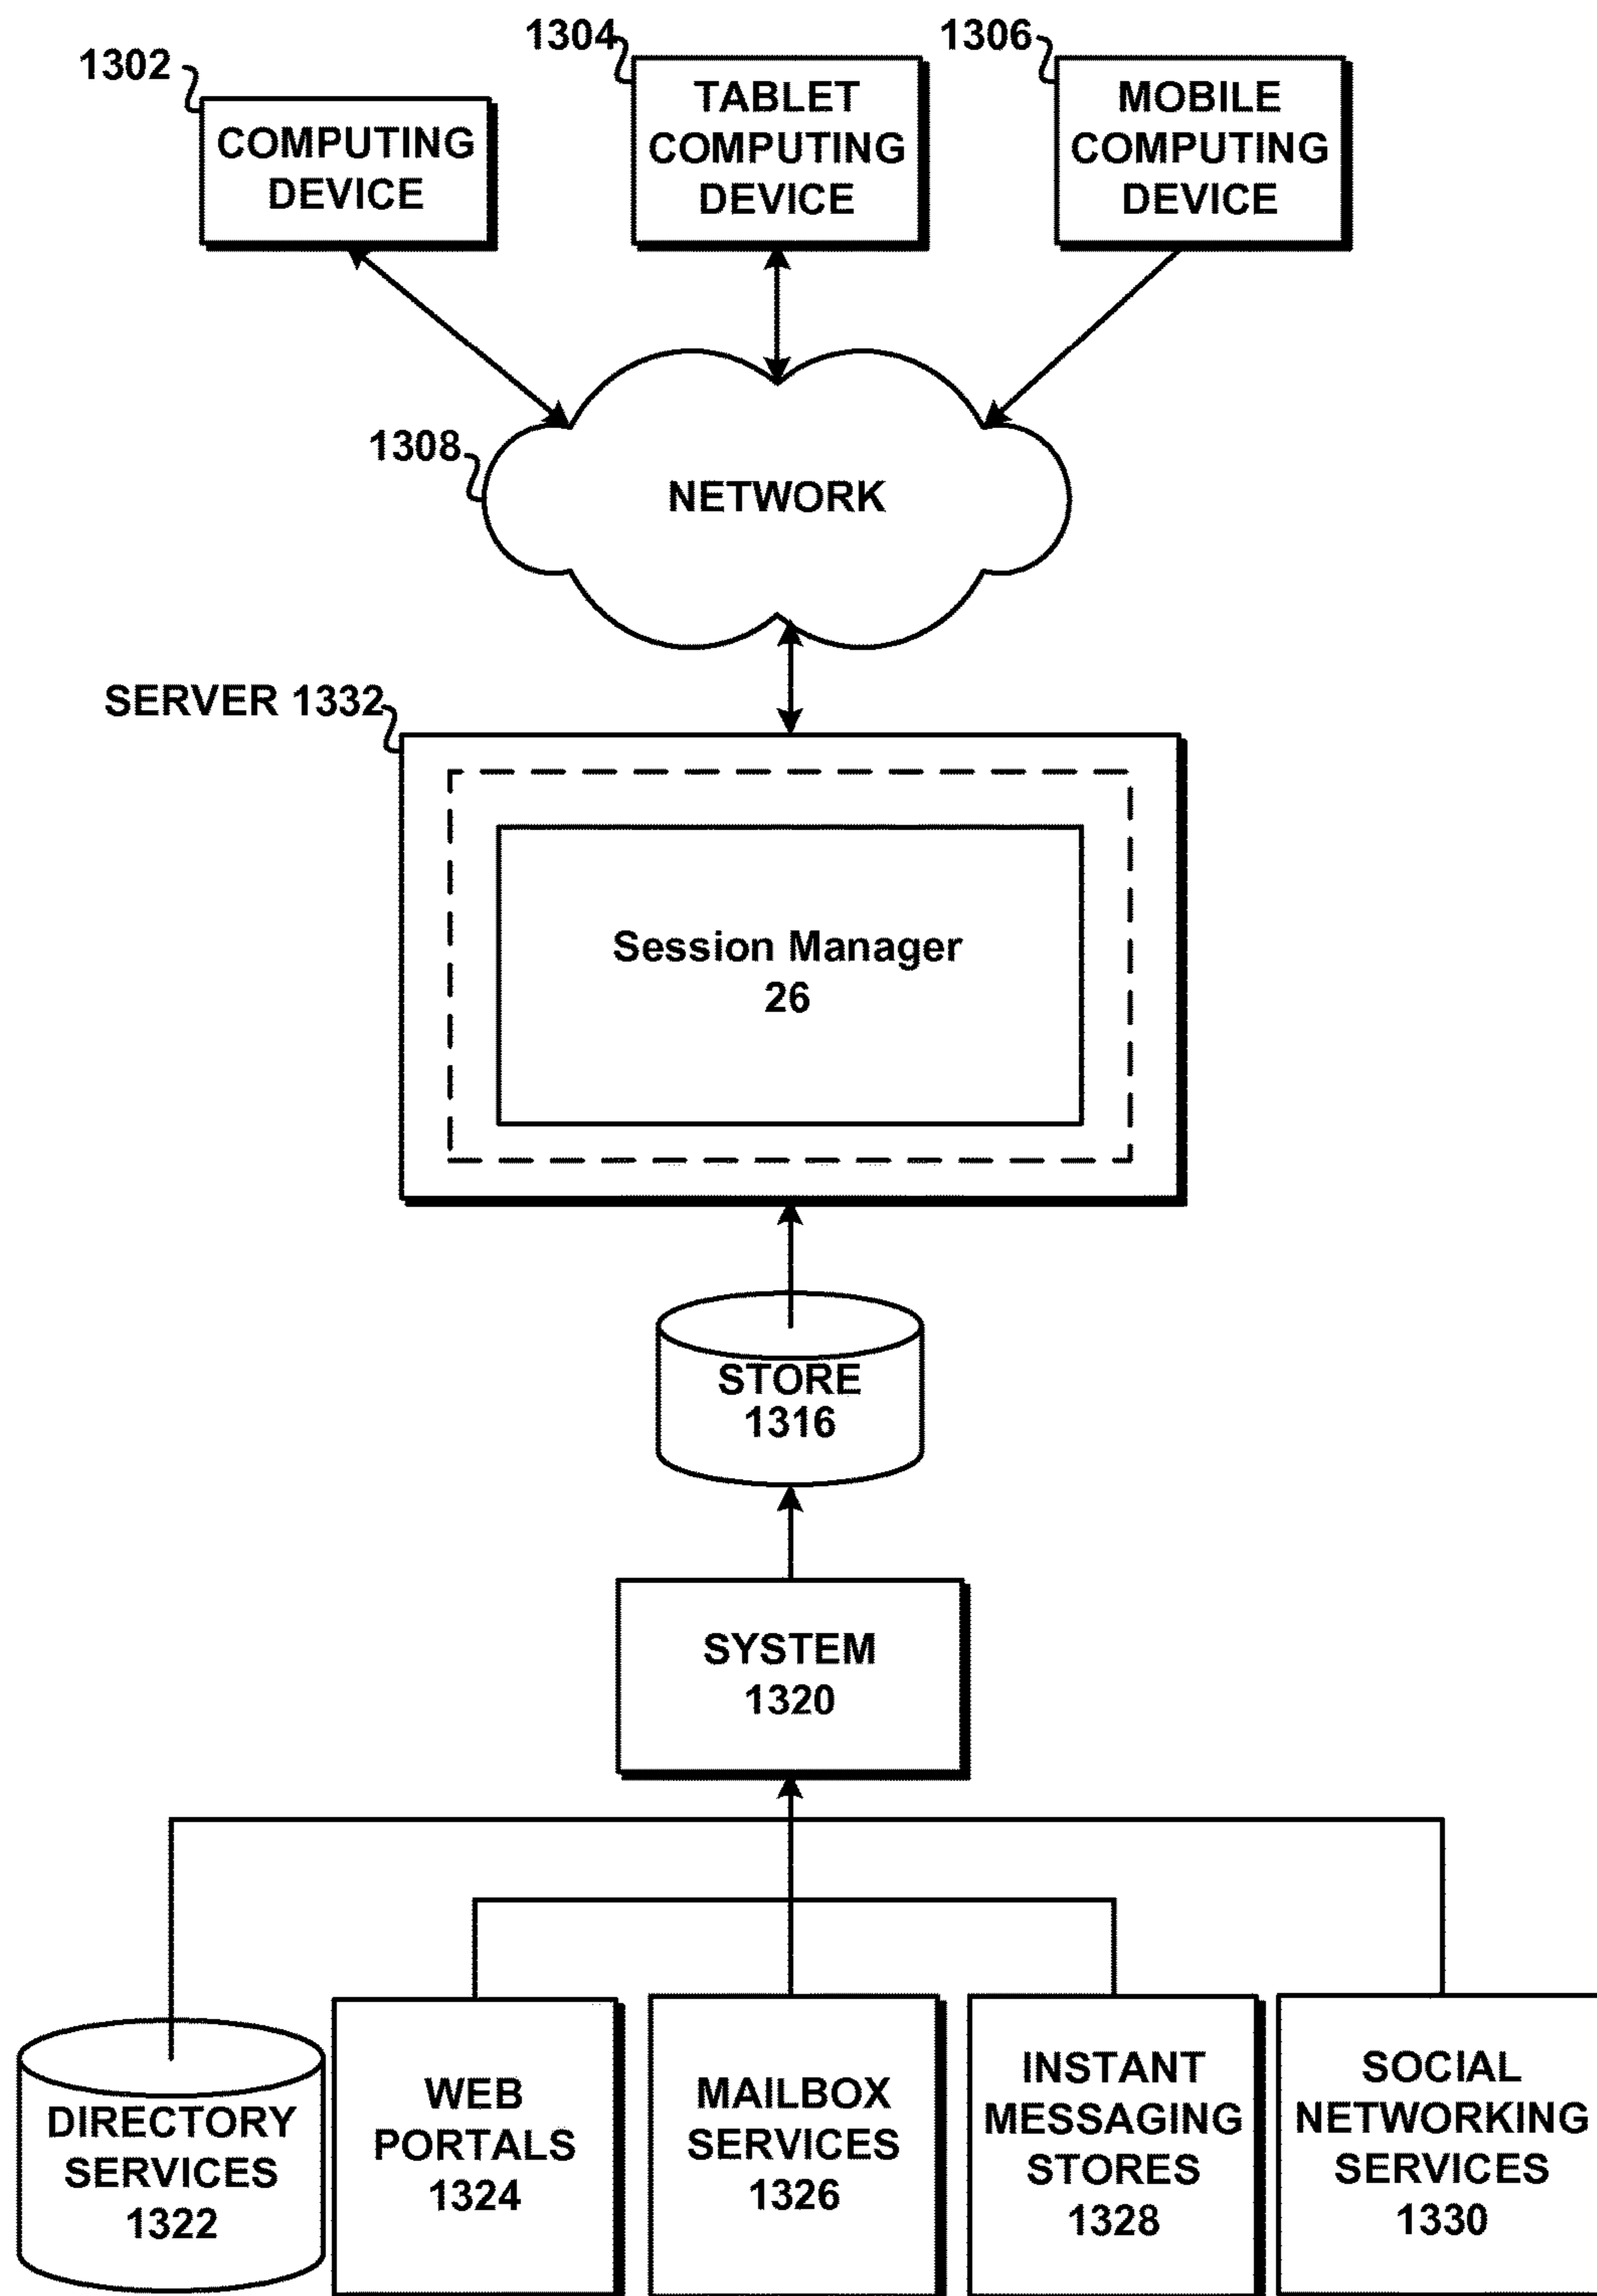 1302
COMPUTING
DEVICE
1304
TABLET
COMPUTING
DEVICE
1306
MOBILE
COMPUTING
DEVICE
1308
NETWORK
SERVER 1332
Session Manager
26
STORE
1316
SYSTEM
1320
DIRECTORY
SERVICES
1322
WEB
PORTALS
1324
MAILBOX
SERVICES
1326
INSTANT
MESSAGING
STORES
1328
SOCIAL
NETWORKING
SERVICES
1330